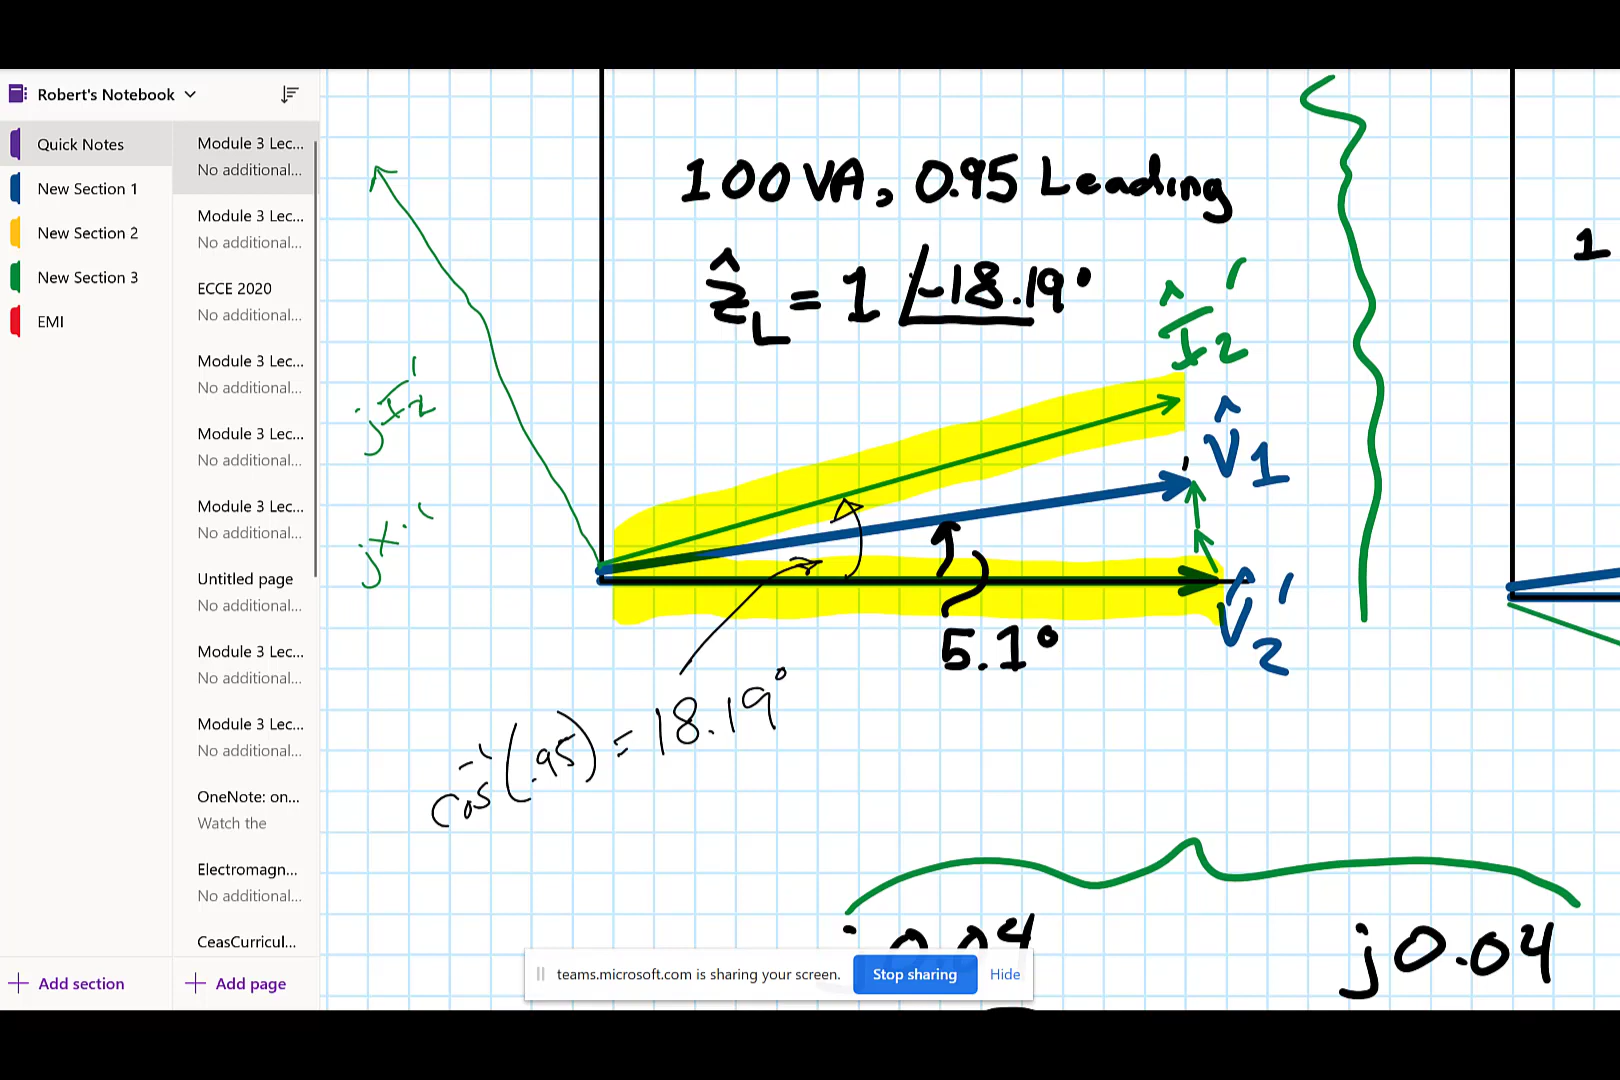 Robert's Notebook
Quick Notes
New Section 1
New Section 2
New Section 3
EMI
Module 3 Lec...
No additional...
Module 3 Lec...
No additional...
ECCE 2020
No additional...
Module 3 Lec...
No additional...
Module 3 Lec...
No additional...
Module 3 Lec...
No additional...
Untitled page
No additional...
Module 3 Lec...
No additional...
Module 3 Lec...
No additional...
OneNote: on...
Watch the
Electromagn...
No additional...
CeasCurricul...
Add section
Add page
100 VA, 0.95 Leading
Ẑ_L = 1 /-18.19°
1
Î2'
jI2'
V̂1
jX
V̂2'
5.1°
cos⁻¹(.95) = 18.19°
j0.04
teams.microsoft.com is sharing your screen.
Stop sharing
Hide